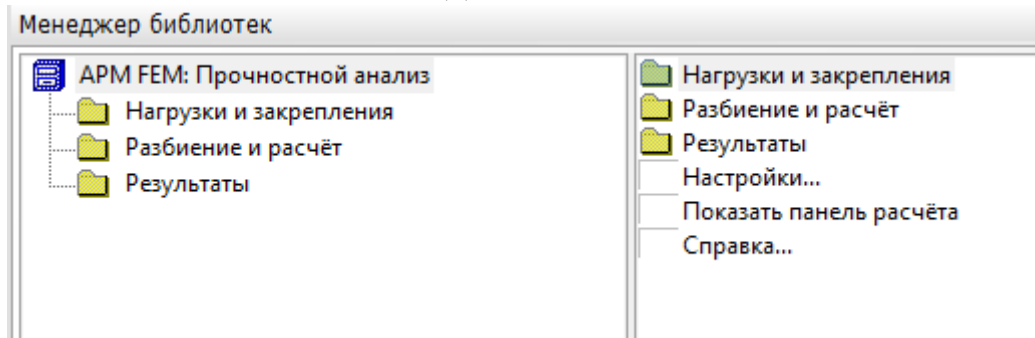 Менеджер библиотек
APM FEM: Прочностной анализ
Нагрузки и закрепления
Разбиение и расчёт
Результаты
Нагрузки и закрепления
Разбиение и расчёт
Результаты
Настройки...
Показать панель расчёта
Справка...